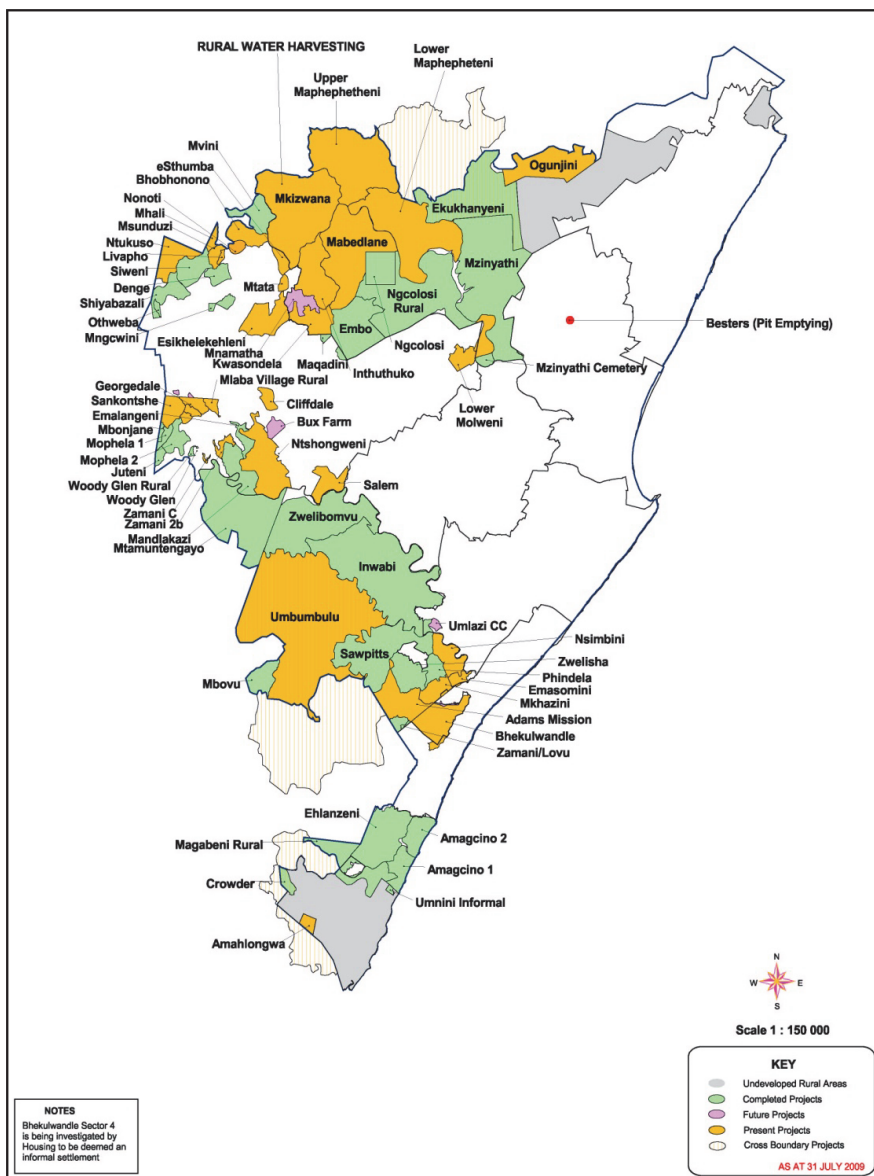 RURAL WATER HARVESTING
Lower
Maphepheteni
Upper
Maphephetheni
Mvini
eSthumba
Bhobhonono
Nonoti
Mhali
Msunduzi
Ntukuso
Livapho
Siweni
Denge
Shiyabazali
Othweba
Mngcwini
Ogunjini
Mkizwana
Ekukhanyeni
Mabedlane
Mzinyathi
Mtata
Ngcolosi
Rural
Embo
Besters (Pit Emptying)
Esikhelekehleni
Mnamatha
Kwasondela
Maqadini
Inthuthuko
Ngcolosi
Mzinyathi Cemetery
Lower
Molweni
Georgedale
Mlaba Village Rural
Sankontshe
Emalangeni
Mbonjane
Mophela 1
Mophela 2
Juteni
Woody Glen Rural
Woody Glen
Zamani C
Zamani 2b
Mandlakazi
Mtamuntengayo
Cliffdale
Bux Farm
Ntshongweni
Salem
Zwelibomvu
Inwabi
Umbumbulu
Umlazi CC
Nsimbini
Sawpitts
Zwelisha
Phindela
Emasomini
Mkhazini
Adams Mission
Bhekulwandle
Zamani/Lovu
Mbovu
Ehlanzeni
Magabeni Rural
Amagcino 2
Amagcino 1
Crowder
Umnini Informal
Amahlongwa
N
W E
S
Scale 1 : 150 000
KEY
Undeveloped Rural Areas
Completed Projects
Future Projects
Present Projects
Cross Boundary Projects
AS AT 31 JULY 2009
NOTES
Bhekulwandle Sector 4
is being investigated by
Housing to be deemed an
informal settlement